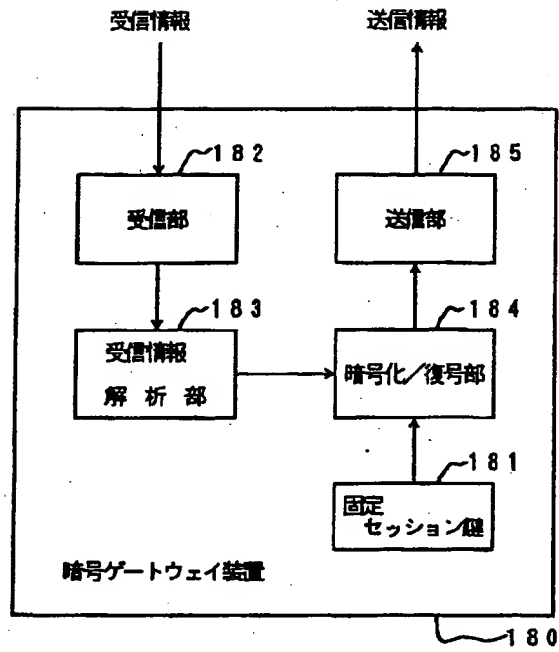 受信情報
送信情報
182
185
受信部
送信部
183
184
受信情報
解析部
暗号化／復号部
181
固定
セッション鍵
暗号ゲートウェイ装置
180